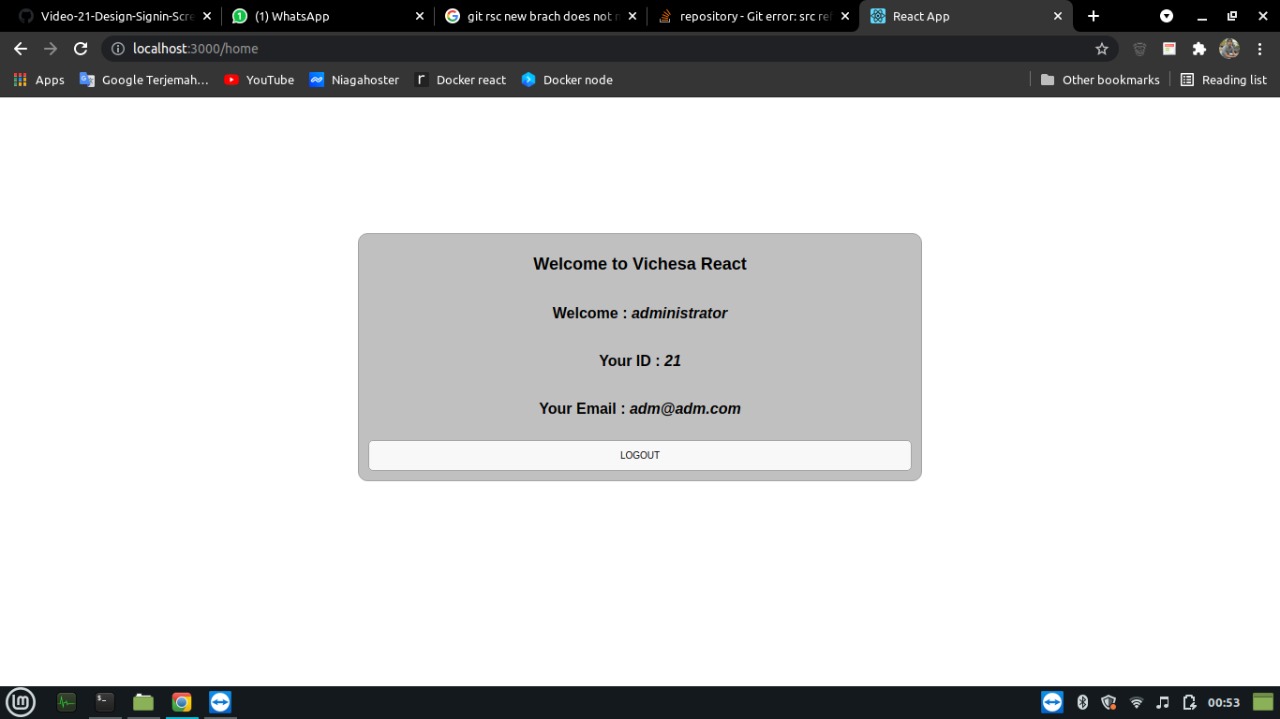 Video-21-Design-Signin-Scre
(1) WhatsApp
git rsc new brach does not m
repository - Git error: src ref
React App
localhost:3000/home
Apps
Google Terjemah...
YouTube
Niagahoster
Docker react
Docker node
Other bookmarks
Reading list
Welcome to Vichesa React
Welcome : administrator
Your ID : 21
Your Email : adm@adm.com
LOGOUT
00:53